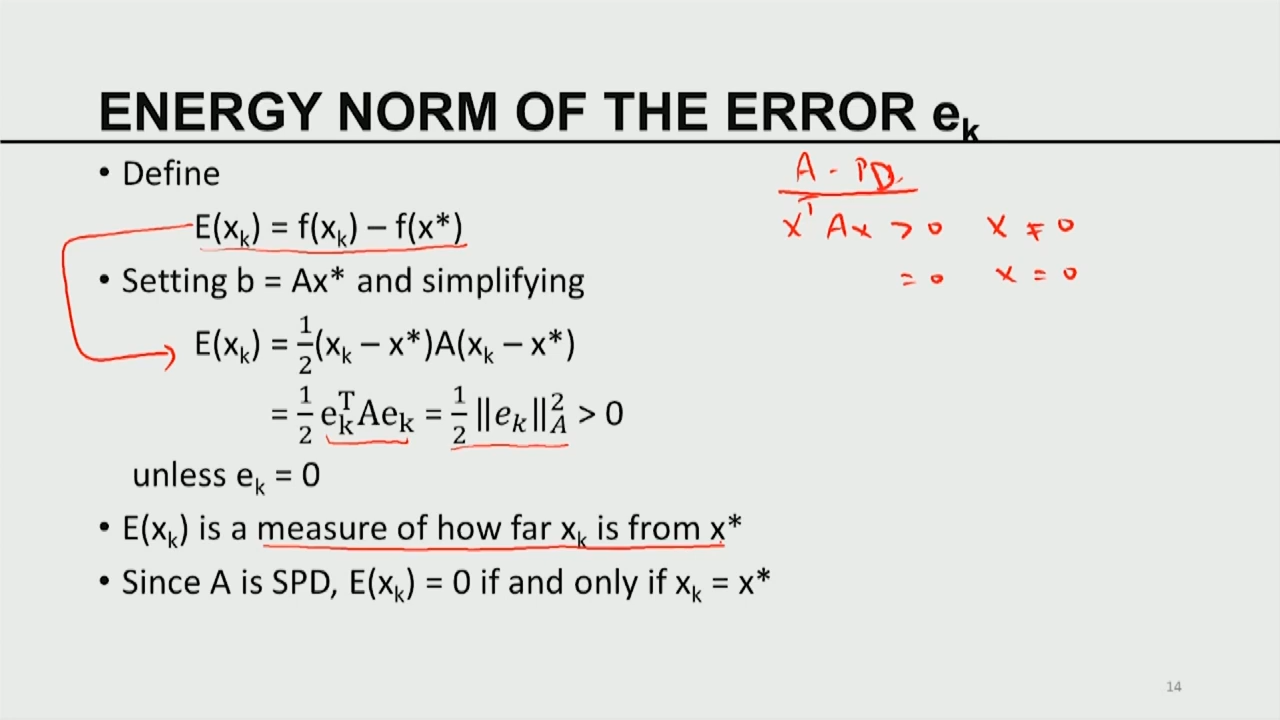 ENERGY NORM OF THE ERROR eₖ
• Define
E(xₖ) = f(xₖ) – f(x*)
• Setting b = Ax* and simplifying
E(xₖ) = 1/2(xₖ – x*)A(xₖ – x*)
= 1/2 eₖᵀAeₖ = 1/2 ||eₖ||²_A > 0
unless eₖ = 0
• E(xₖ) is a measure of how far xₖ is from x*
• Since A is SPD, E(xₖ) = 0 if and only if xₖ = x*
A - PD.
xᵀAx > 0 x ≠ 0
= 0 x = 0
14